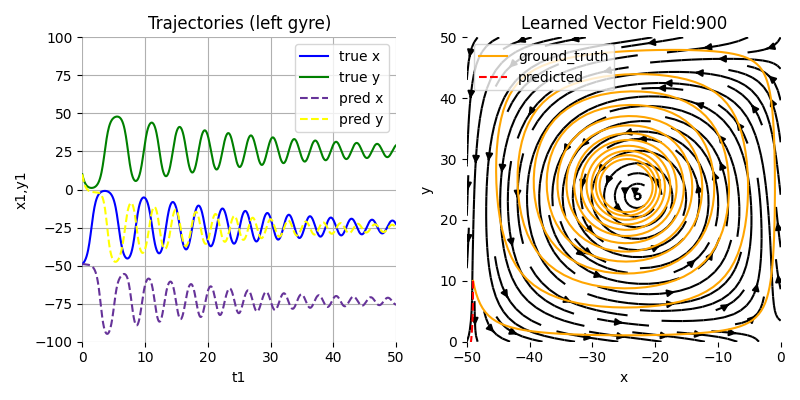 Trajectories (left gyre)
100
75
50
25
0
−25
−50
−75
−100
x1,y1
0
10
20
30
40
50
t1
true x
true y
pred x
pred y
Learned Vector Field:900
50
40
30
20
10
0
y
−50
−40
−30
−20
−10
0
x
ground_truth
predicted